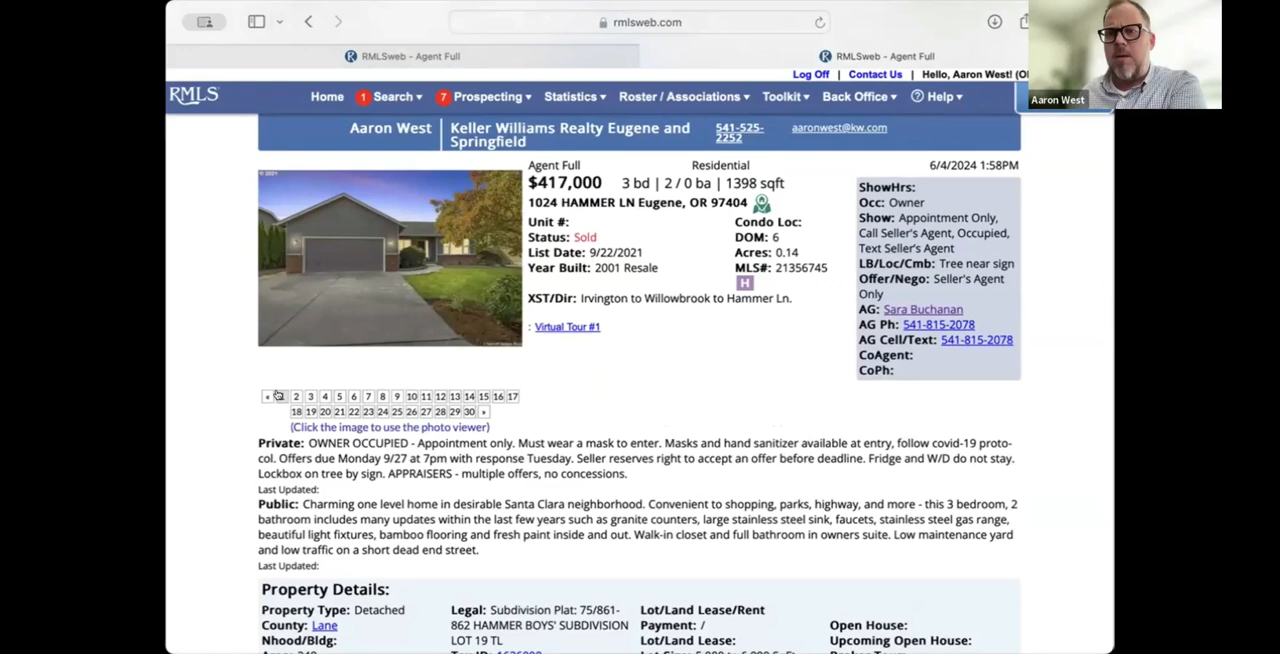 rmlsweb.com
RMLSweb - Agent Full
RMLSweb - Agent Full
Log Off | Contact Us | Hello, Aaron West! (O
Aaron West
RMLS
Home 1 Search 7 Prospecting Statistics Roster / Associations Toolkit Back Office Help
Aaron West
Keller Williams Realty Eugene and
Springfield
541-525-
2252
aaronwest@kw.com
© 2021
Agent Full Residential 6/4/2024 1:58PM
$417,000 3 bd | 2 / 0 ba | 1398 sqft
1024 HAMMER LN Eugene, OR 97404
Unit #: Condo Loc:
Status: Sold DOM: 6
List Date: 9/22/2021 Acres: 0.14
Year Built: 2001 Resale MLS#: 21356745
H
XST/Dir: Irvington to Willowbrook to Hammer Ln.
: Virtual Tour #1
ShowHrs:
Occ: Owner
Show: Appointment Only,
Call Seller's Agent, Occupied,
Text Seller's Agent
LB/Loc/Cmb: Tree near sign
Offer/Nego: Seller's Agent
Only
AG: Sara Buchanan
AG Ph: 541-815-2078
AG Cell/Text: 541-815-2078
CoAgent:
CoPh:
« 2 3 4 5 6 7 8 9 10 11 12 13 14 15 16 17
18 19 20 21 22 23 24 25 26 27 28 29 30 »
(Click the image to use the photo viewer)
Private: OWNER OCCUPIED - Appointment only. Must wear a mask to enter. Masks and hand sanitizer available at entry, follow covid-19 proto-
col. Offers due Monday 9/27 at 7pm with response Tuesday. Seller reserves right to accept an offer before deadline. Fridge and W/D do not stay.
Lockbox on tree by sign. APPRAISERS - multiple offers, no concessions.
Last Updated:
Public: Charming one level home in desirable Santa Clara neighborhood. Convenient to shopping, parks, highway, and more - this 3 bedroom, 2
bathroom includes many updates within the last few years such as granite counters, large stainless steel sink, faucets, stainless steel gas range,
beautiful light fixtures, bamboo flooring and fresh paint inside and out. Walk-in closet and full bathroom in owners suite. Low maintenance yard
and low traffic on a short dead end street.
Last Updated:
Property Details:
Property Type: Detached
County: Lane
Nhood/Bldg:
Legal: Subdivision Plat: 75/861-
862 HAMMER BOYS' SUBDIVISION
LOT 19 TL
Lot/Land Lease/Rent
Payment: /
Lot/Land Lease:
Open House:
Upcoming Open House: